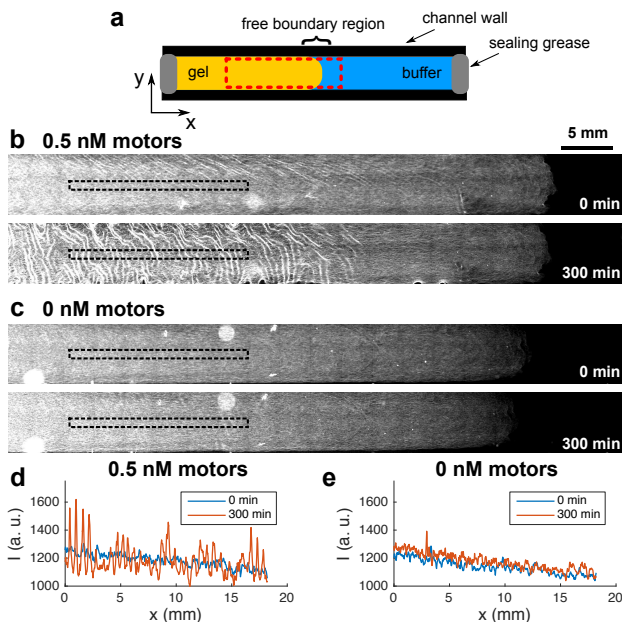 a
free boundary region
channel wall
sealing grease
gel
buffer
y
x
b 0.5 nM motors
5 mm
0 min
300 min
c 0 nM motors
0 min
300 min
d 0.5 nM motors
I (a. u.)
1600
1400
1200
1000
0 min
300 min
0 5 10 15 20
x (mm)
e 0 nM motors
I (a. u.)
1600
1400
1200
1000
0 min
300 min
0 5 10 15 20
x (mm)